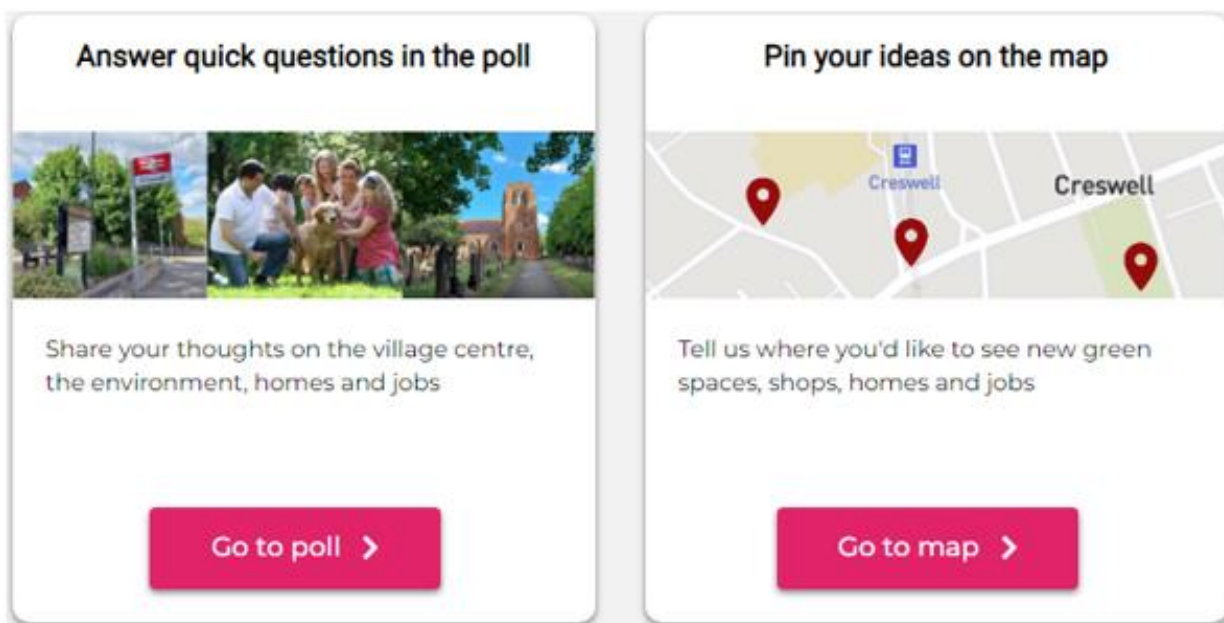 Answer quick questions in the poll
Share your thoughts on the village centre,
the environment, homes and jobs
Go to poll
Pin your ideas on the map
Creswell
Creswell
Tell us where you'd like to see new green
spaces, shops, homes and jobs
Go to map